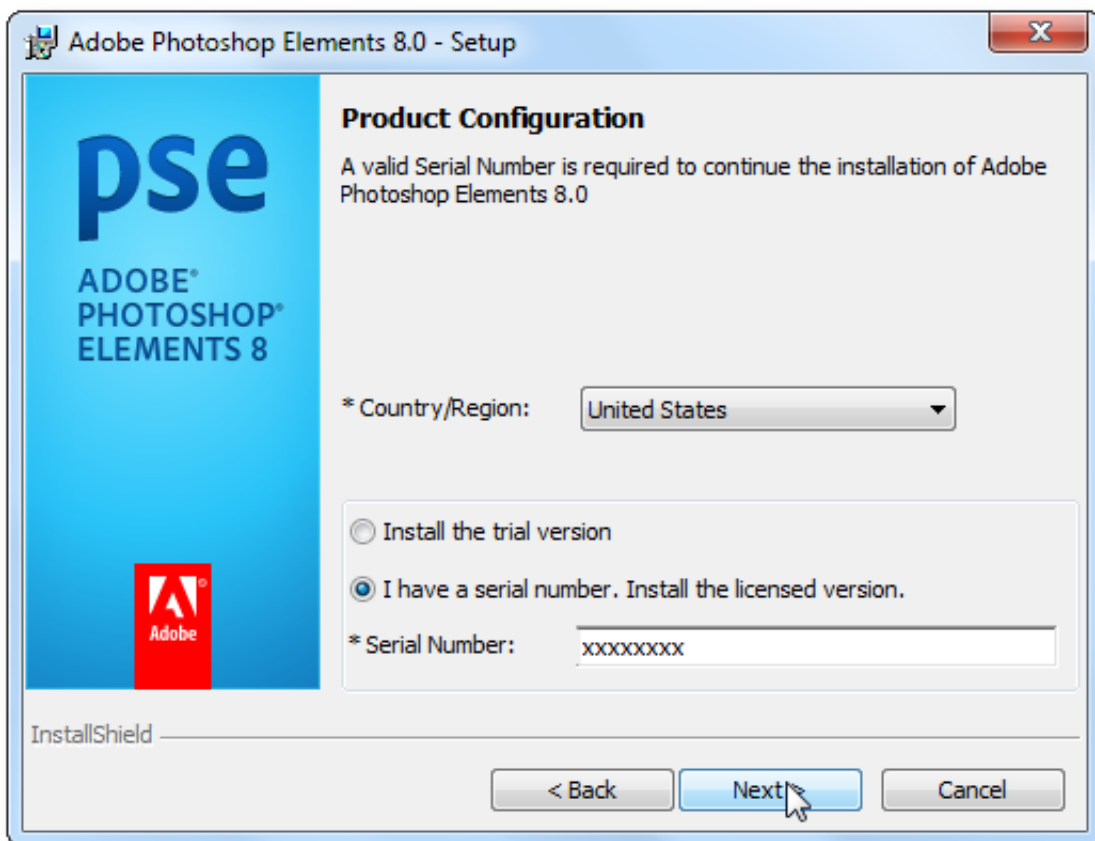 Adobe Photoshop Elements 8.0 - Setup
pse
ADOBE®
PHOTOSHOP®
ELEMENTS 8
Adobe
Product Configuration
A valid Serial Number is required to continue the installation of Adobe
Photoshop Elements 8.0
* Country/Region: United States
Install the trial version
I have a serial number. Install the licensed version.
* Serial Number: xxxxxxxx
InstallShield
< Back Next > Cancel